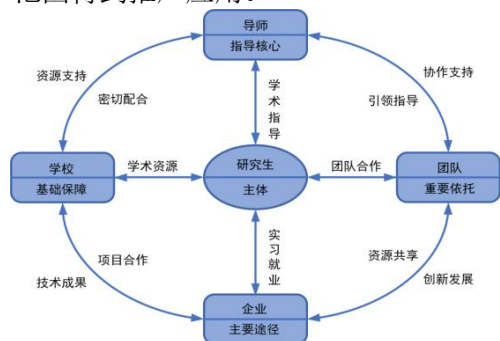 导师
指导核心
资源支持
密切配合
协作支持
引领指导
学术指导
学校
基础保障
学术资源
研究生
主体
团队合作
团队
重要依托
实习就业
项目合作
技术成果
资源共享
创新发展
企业
主要途径